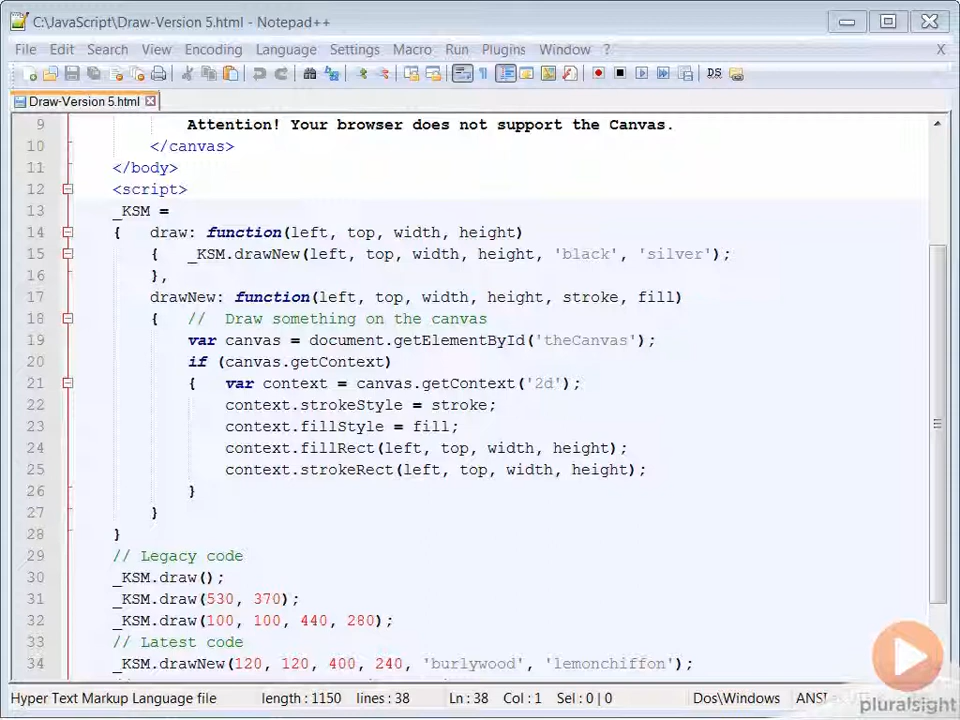 C:\JavaScript\Draw-Version 5.html - Notepad++
File Edit Search View Encoding Language Settings Macro Run Plugins Window ? X
Draw-Version 5.html
9 Attention! Your browser does not support the Canvas.
10 </canvas>
11 </body>
12 <script>
13 _KSM =
14 { draw: function(left, top, width, height)
15 { _KSM.drawNew(left, top, width, height, 'black', 'silver');
16 },
17 drawNew: function(left, top, width, height, stroke, fill)
18 { // Draw something on the canvas
19 var canvas = document.getElementById('theCanvas');
20 if (canvas.getContext)
21 { var context = canvas.getContext('2d');
22 context.strokeStyle = stroke;
23 context.fillStyle = fill;
24 context.fillRect(left, top, width, height);
25 context.strokeRect(left, top, width, height);
26 }
27 }
28 }
29 // Legacy code
30 _KSM.draw();
31 _KSM.draw(530, 370);
32 _KSM.draw(100, 100, 440, 280);
33 // Latest code
34 _KSM.drawNew(120, 120, 400, 240, 'burlywood', 'lemonchiffon');
Hyper Text Markup Language file length : 1150 lines : 38 Ln : 38 Col : 1 Sel : 0 | 0 Dos\Windows
pluralsight